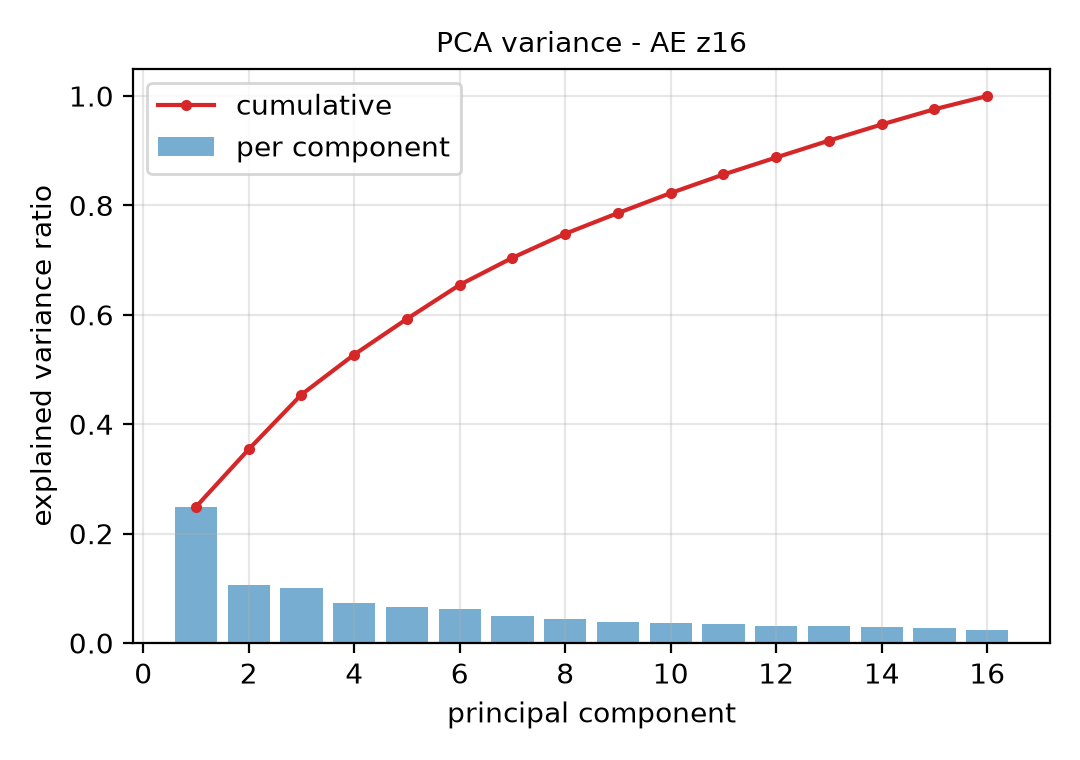 PCA variance - AE z16
cumulative
per component
explained variance ratio
1.0
0.8
0.6
0.4
0.2
0.0
0 2 4 6 8 10 12 14 16
principal component